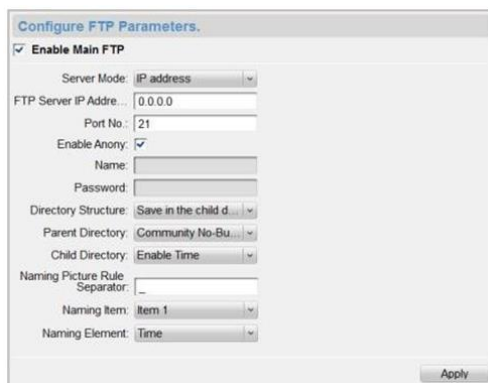 Configure FTP Parameters.
Enable Main FTP
Server Mode: IP address
FTP Server IP Addre... 0.0.0.0
Port No.: 21
Enable Anony:
Name:
Password:
Directory Structure: Save in the child d...
Parent Directory: Community No-Bu...
Child Directory: Enable Time
Naming Picture Rule
Separator: _
Naming Item: Item 1
Naming Element: Time
Apply